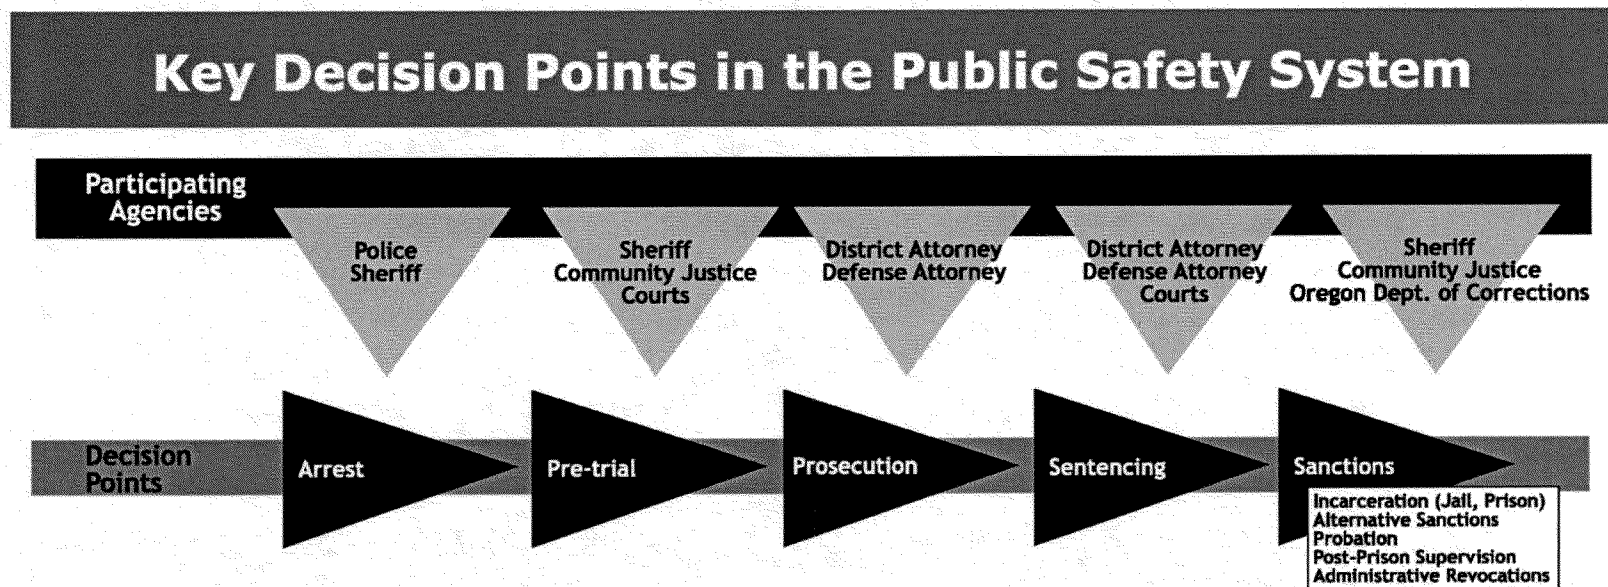 Key Decision Points in the Public Safety System
Participating
Agencies
Police
Sheriff
Sheriff
Community Justice
Courts
District Attorney
Defense Attorney
District Attorney
Defense Attorney
Courts
Sheriff
Community Justice
Oregon Dept. of Corrections
Decision
Points
Arrest
Pre-trial
Prosecution
Sentencing
Sanctions
Incarceration (Jail, Prison)
Alternative Sanctions
Probation
Post-Prison Supervision
Administrative Revocations